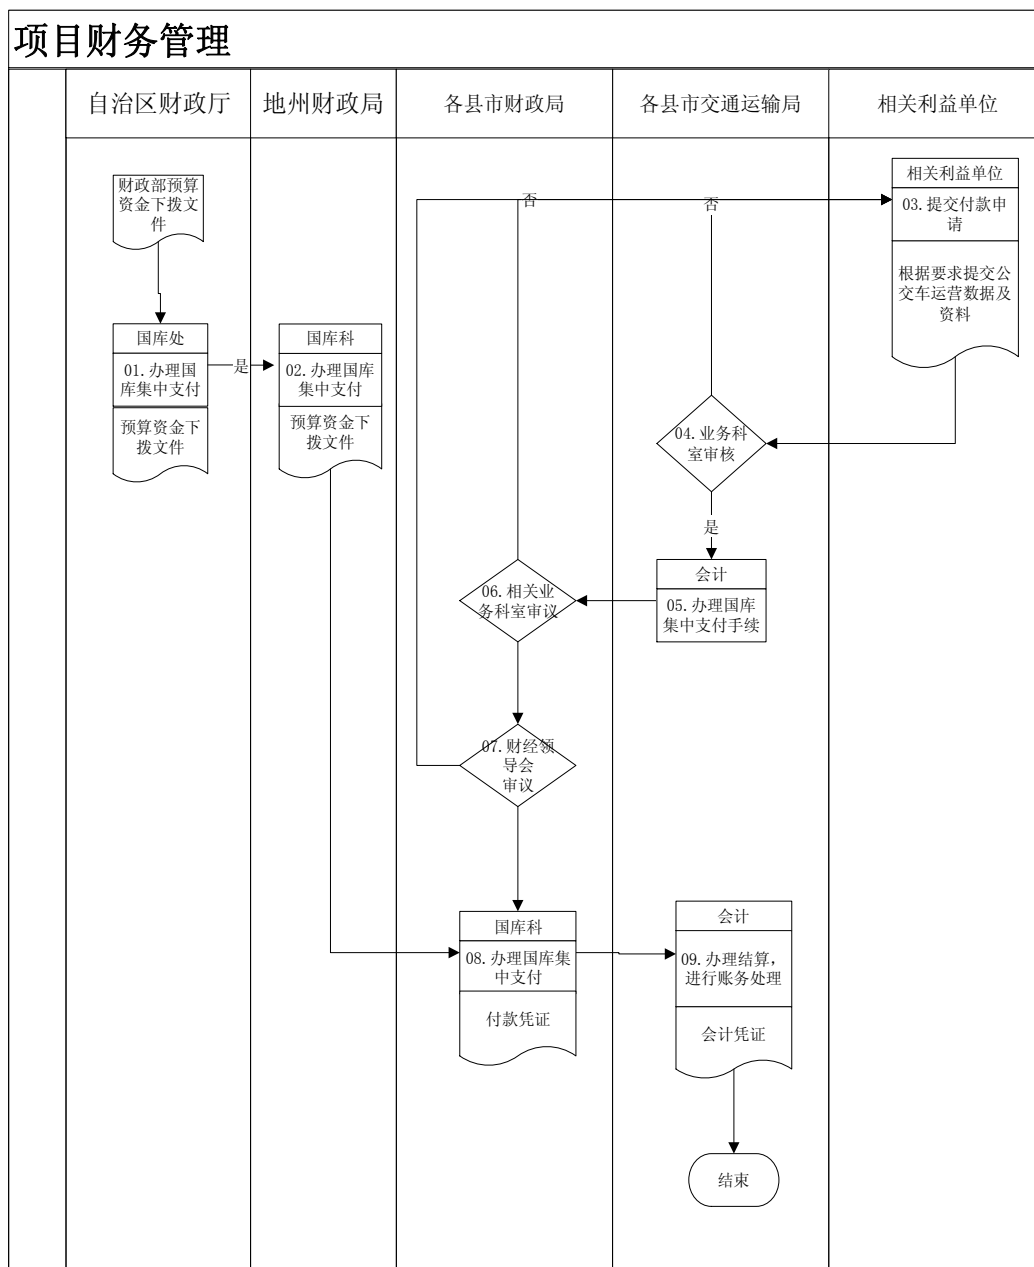 项目财务管理
自治区财政厅
地州财政局
各县市财政局
各县市交通运输局
相关利益单位
财政部预算
资金下拨文
件
相关利益单位
03.提交付款申
请
根据要求提交公
交车运营数据及
资料
否
否
国库处
01.办理国
库集中支付
预算资金下
拨文件
是
国库科
02.办理国库
集中支付
预算资金下
拨文件
04.业务科
室审核
是
会计
05.办理国库
集中支付手续
06.相关业
务科室审议
07.财经领
导会
审议
国库科
08.办理国库集
中支付
付款凭证
会计
09.办理结算，
进行账务处理
会计凭证
结束